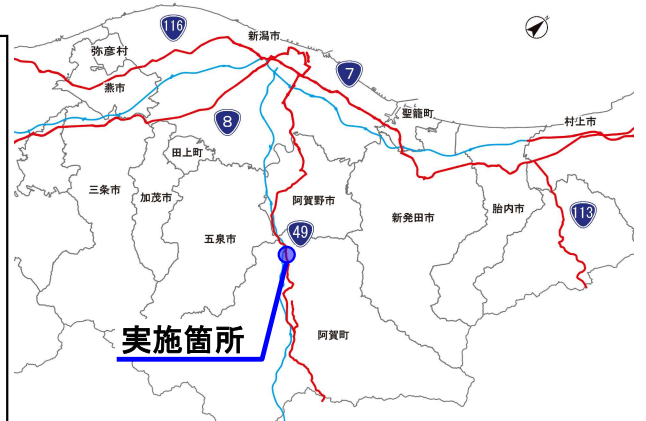 116
新潟市
弥彦村
7
燕市
聖籠町
8
村上市
田上町
三条市
加茂市
阿賀野市
新発田市
胎内市
113
五泉市
49
実施箇所
阿賀町